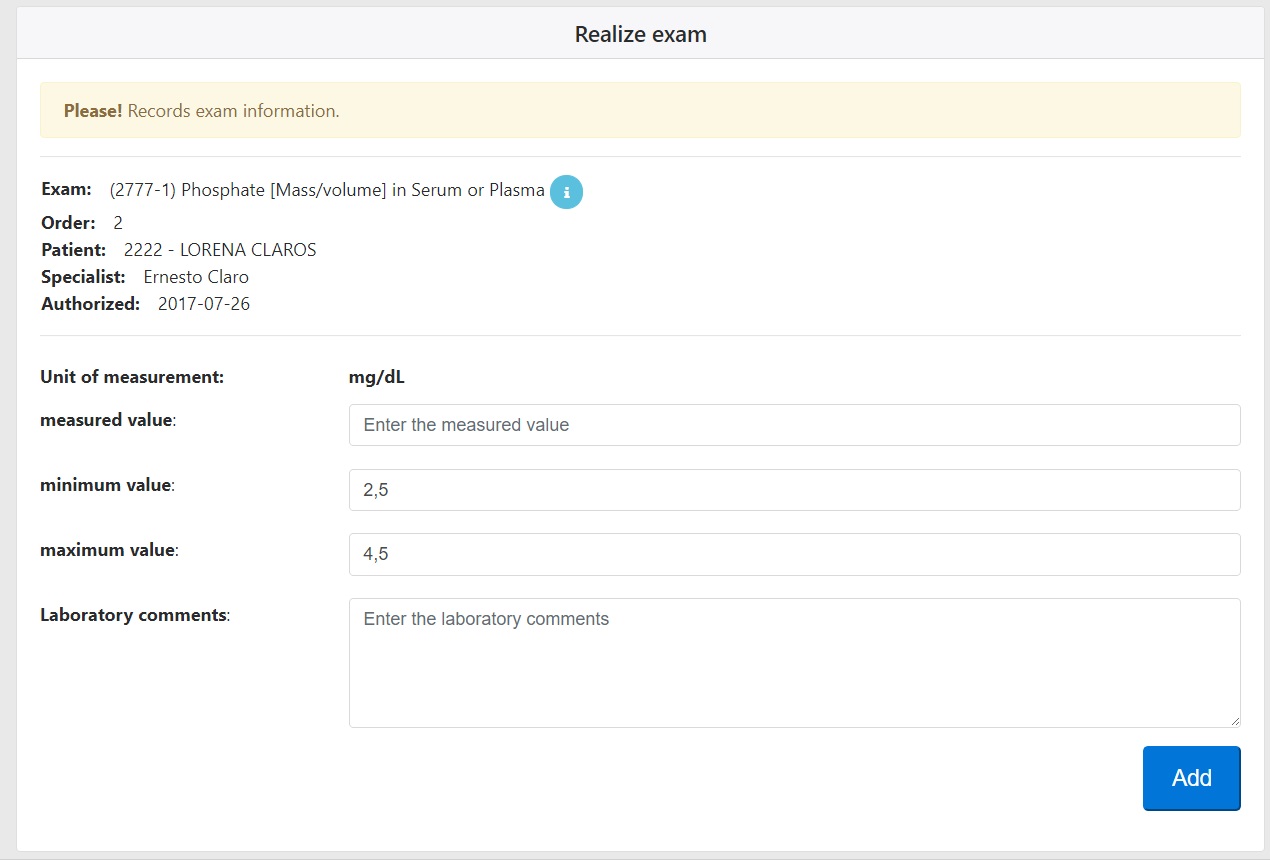 Realize exam
Please! Records exam information.
Exam: (2777-1) Phosphate [Mass/volume] in Serum or Plasma i
Order: 2
Patient: 2222 - LORENA CLAROS
Specialist: Ernesto Claro
Authorized: 2017-07-26
Unit of measurement: mg/dL
measured value: Enter the measured value
minimum value: 2,5
maximum value: 4,5
Laboratory comments: Enter the laboratory comments
Add